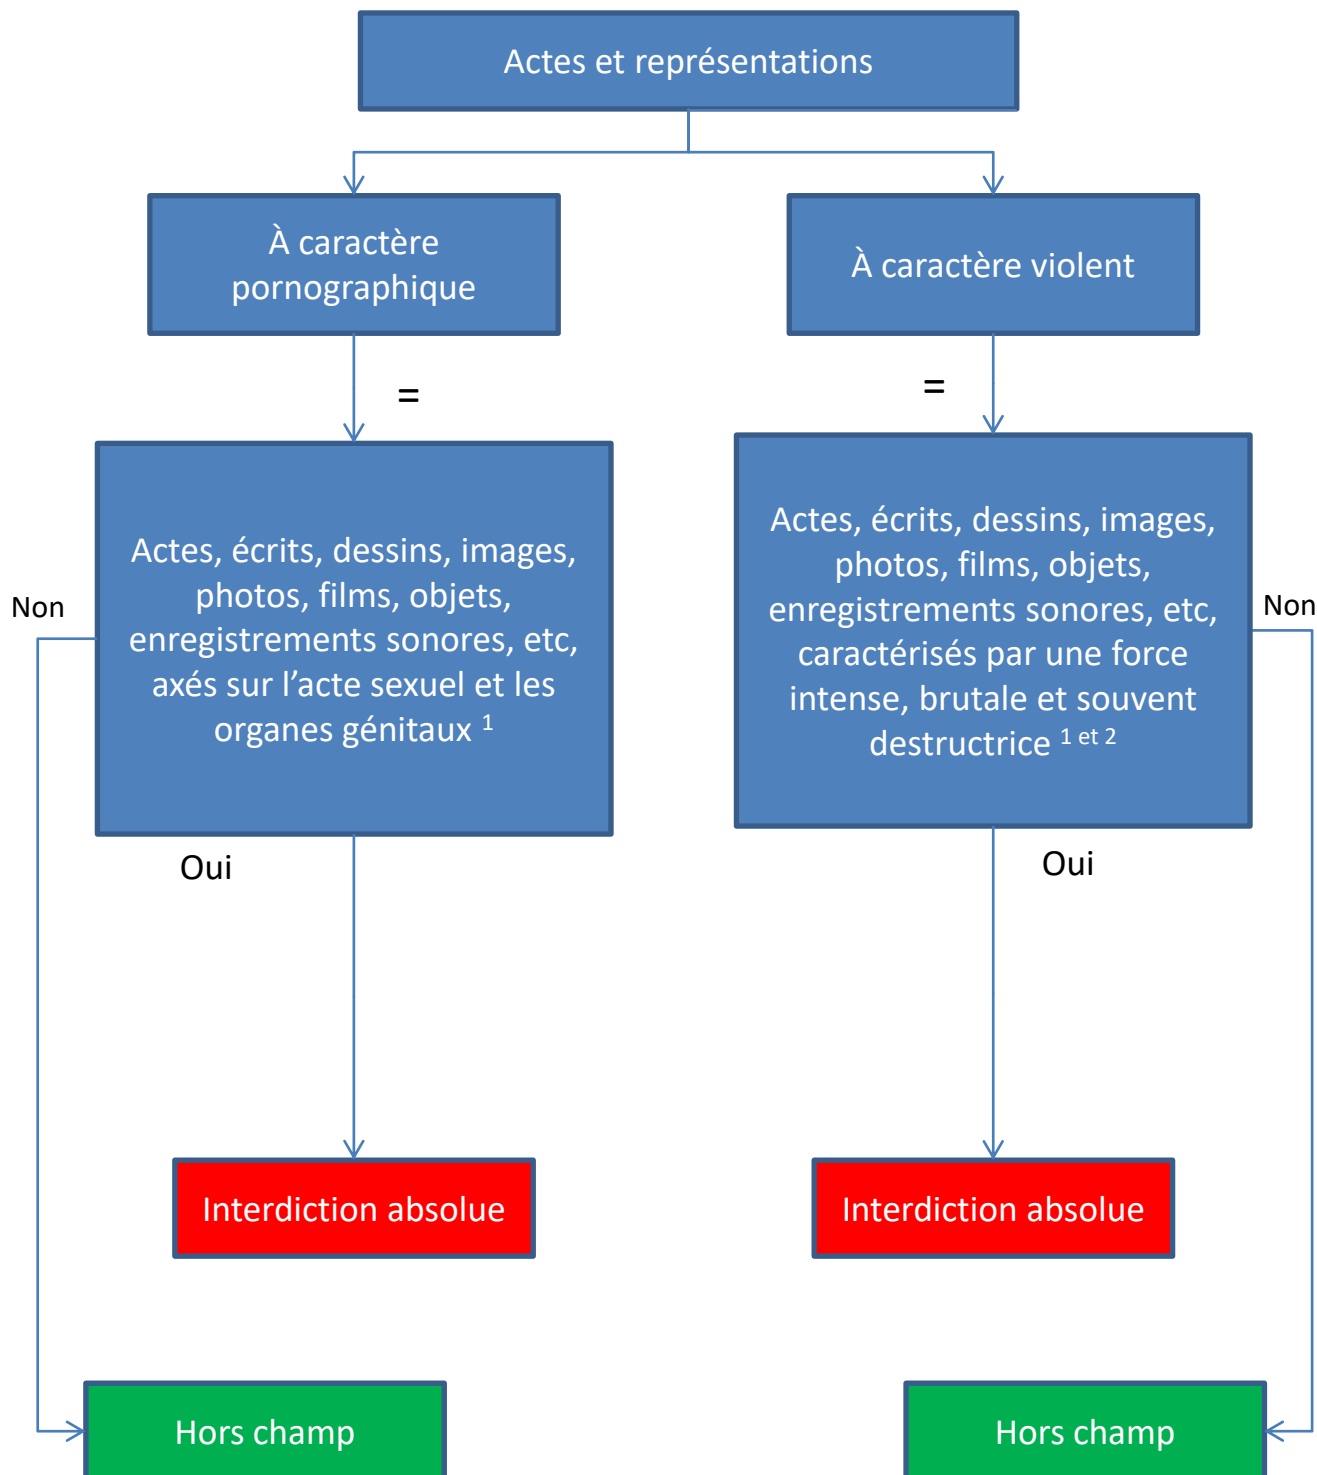 Actes et représentations
À caractère
pornographique
À caractère violent
=
=
Actes, écrits, dessins, images,
photos, films, objets,
enregistrements sonores, etc,
axés sur l’acte sexuel et les
organes génitaux 1
Actes, écrits, dessins, images,
photos, films, objets,
enregistrements sonores, etc,
caractérisés par une force
intense, brutale et souvent
destructrice 1 et 2
Non
Non
Oui
Oui
Interdiction absolue
Interdiction absolue
Hors champ
Hors champ